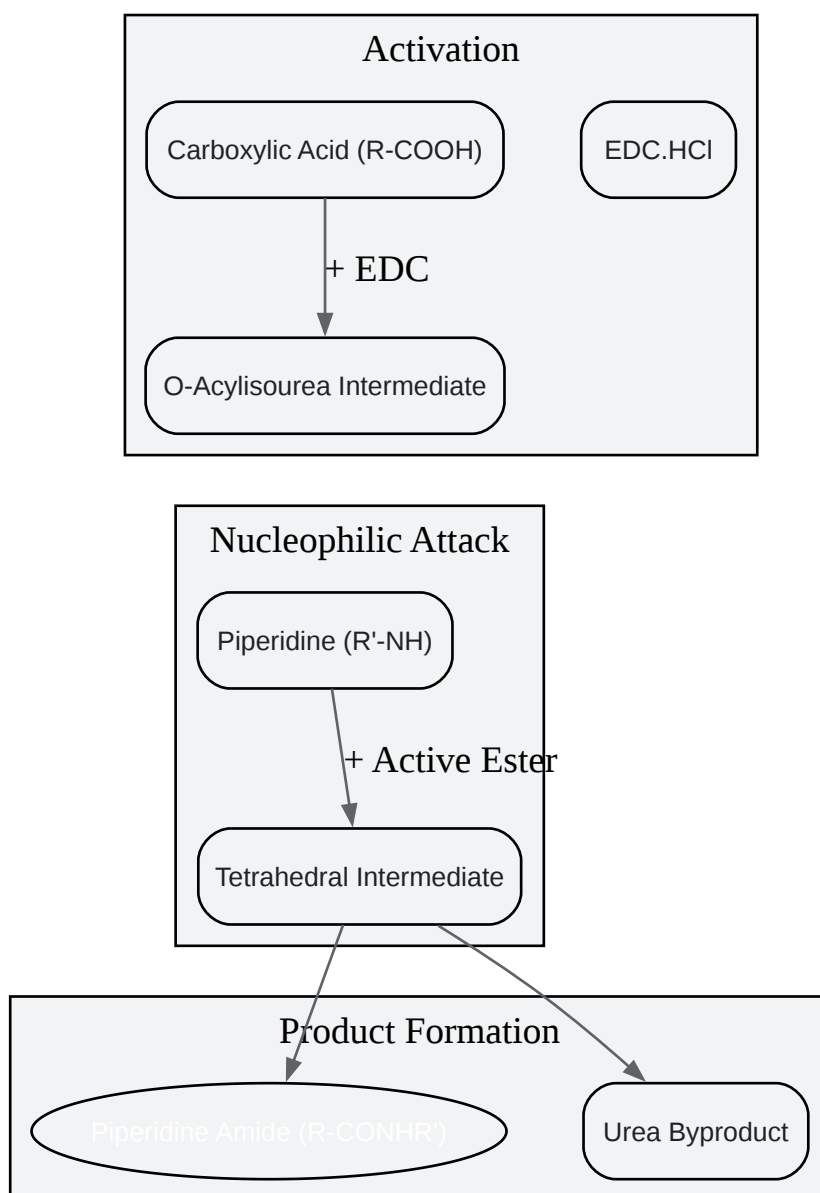 Activation
Carboxylic Acid (R-COOH)
EDC.HCl
+ EDC
O-Acylisourea Intermediate
Nucleophilic Attack
Piperidine (R'-NH)
+ Active Ester
Tetrahedral Intermediate
Product Formation
Piperidine Amide (R-CONHR')
Urea Byproduct